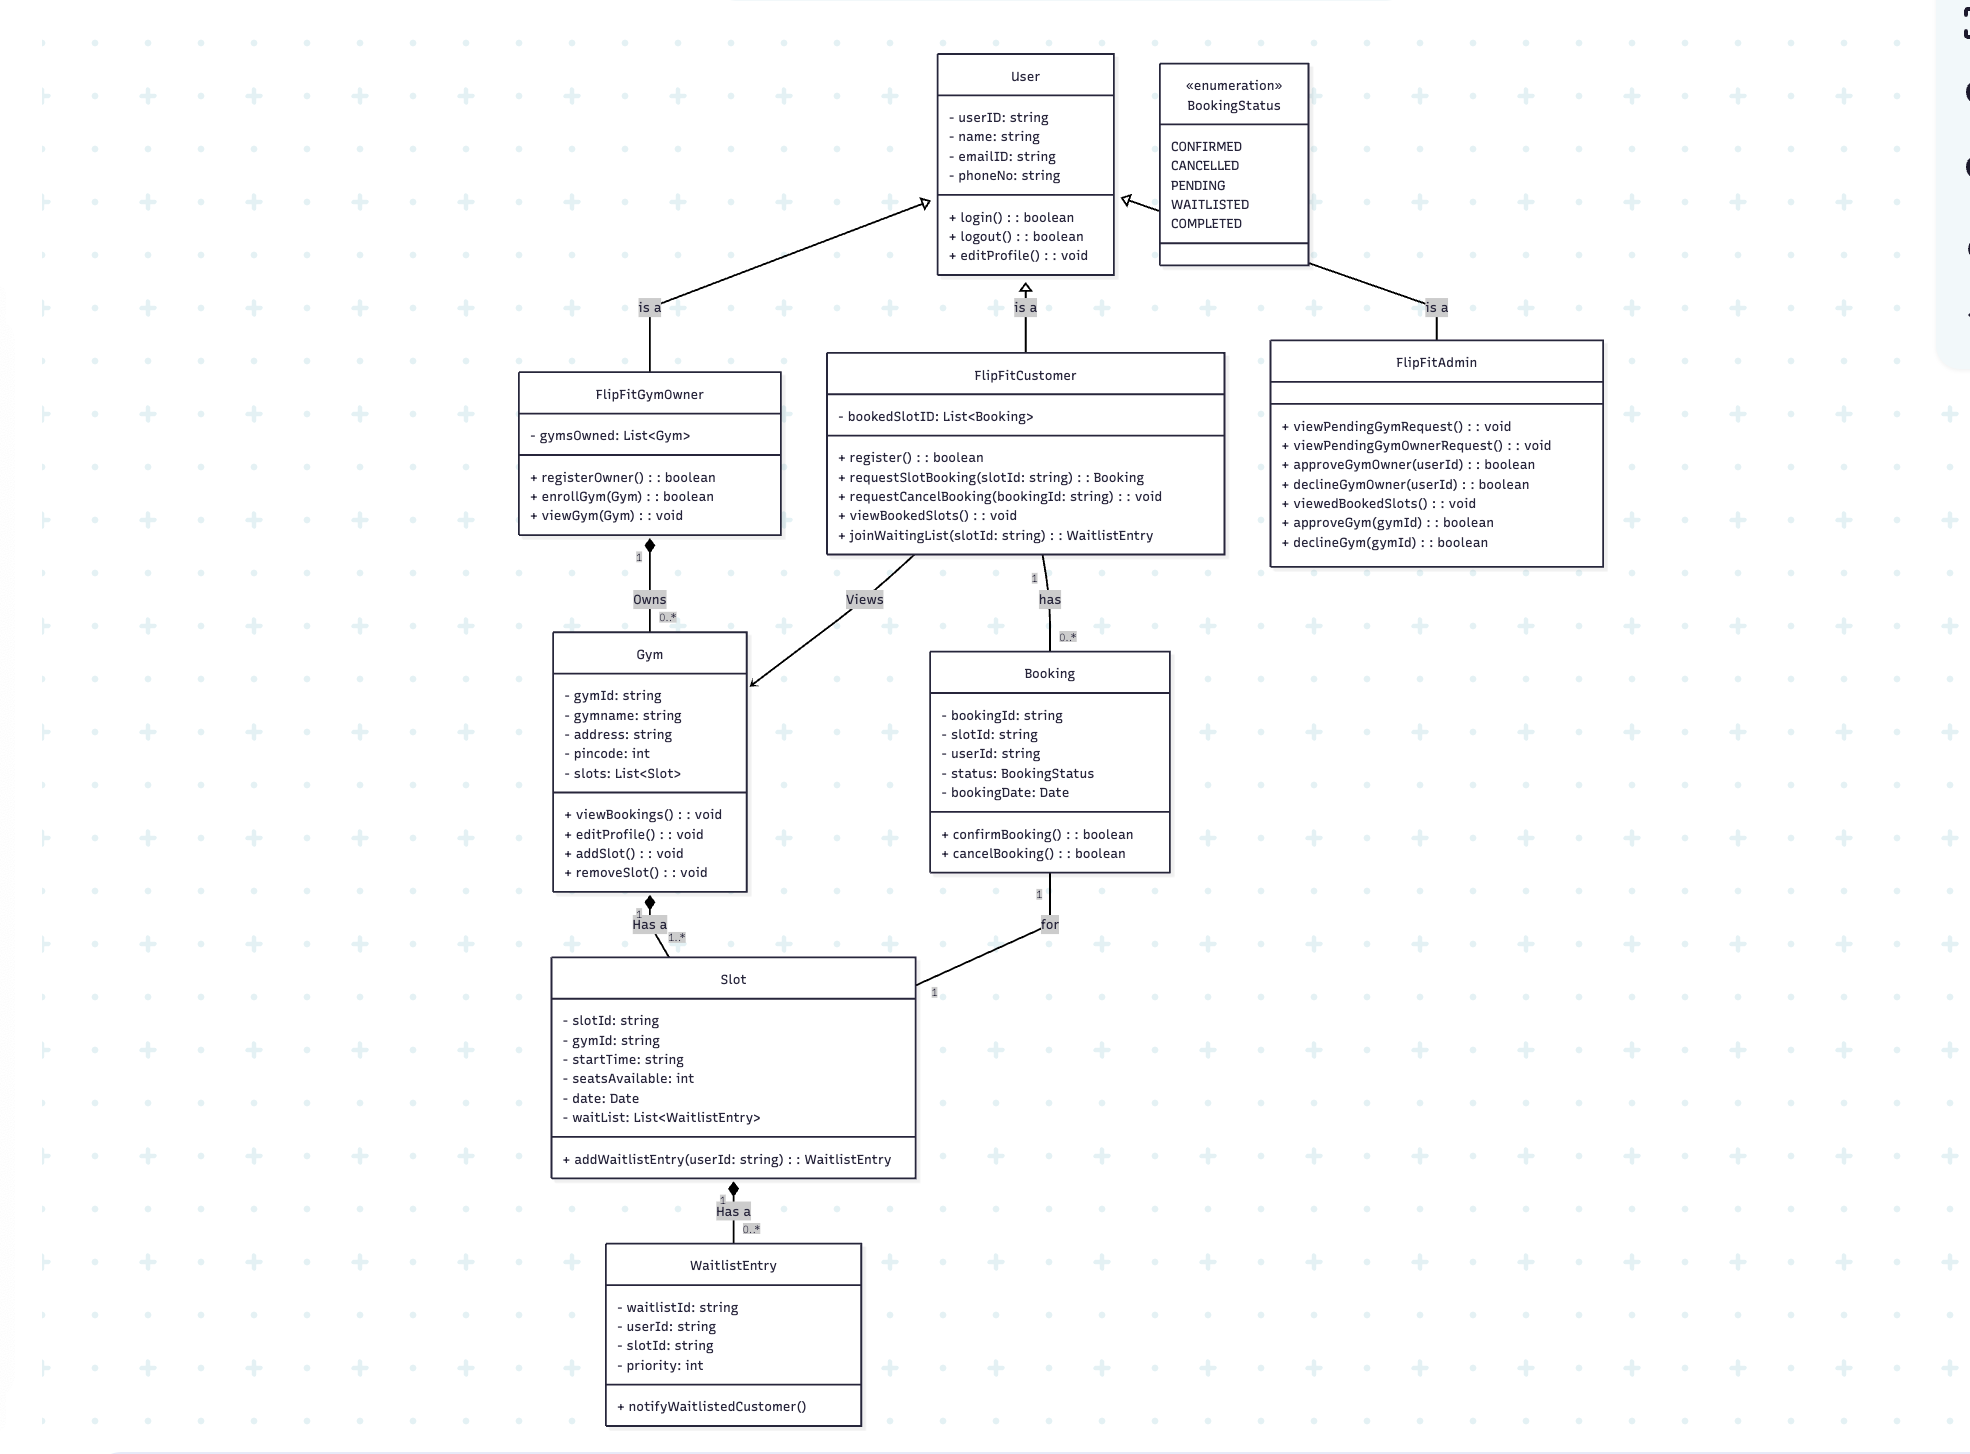 User
- userID: string
- name: string
- emailID: string
- phoneNo: string
+ login() : : boolean
+ logout() : : boolean
+ editProfile() : : void
«enumeration»
BookingStatus
CONFIRMED
CANCELLED
PENDING
WAITLISTED
COMPLETED
is a
is a
is a
FlipFitGymOwner
- gymsOwned: List<Gym>
+ registerOwner() : : boolean
+ enrollGym(Gym) : : boolean
+ viewGym(Gym) : : void
FlipFitCustomer
- bookedSlotID: List<Booking>
+ register() : : boolean
+ requestSlotBooking(slotId: string) : : Booking
+ requestCancelBooking(bookingId: string) : : void
+ viewBookedSlots() : : void
+ joinWaitingList(slotId: string) : : WaitlistEntry
FlipFitAdmin
+ viewPendingGymRequest() : : void
+ viewPendingGymOwnerRequest() : : void
+ approveGymOwner(userId) : : boolean
+ declineGymOwner(userId) : : boolean
+ viewedBookedSlots() : : void
+ approveGym(gymId) : : boolean
+ declineGym(gymId) : : boolean
1
Owns
0..*
Views
1
has
0..*
Gym
- gymId: string
- gymname: string
- address: string
- pincode: int
- slots: List<Slot>
+ viewBookings() : : void
+ editProfile() : : void
+ addSlot() : : void
+ removeSlot() : : void
Booking
- bookingId: string
- slotId: string
- userId: string
- status: BookingStatus
- bookingDate: Date
+ confirmBooking() : : boolean
+ cancelBooking() : : boolean
1
Has a
1..*
1
for
1
Slot
- slotId: string
- gymId: string
- startTime: string
- seatsAvailable: int
- date: Date
- waitList: List<WaitlistEntry>
+ addWaitlistEntry(userId: string) : : WaitlistEntry
1
Has a
0..*
WaitlistEntry
- waitlistId: string
- userId: string
- slotId: string
- priority: int
+ notifyWaitlistedCustomer()